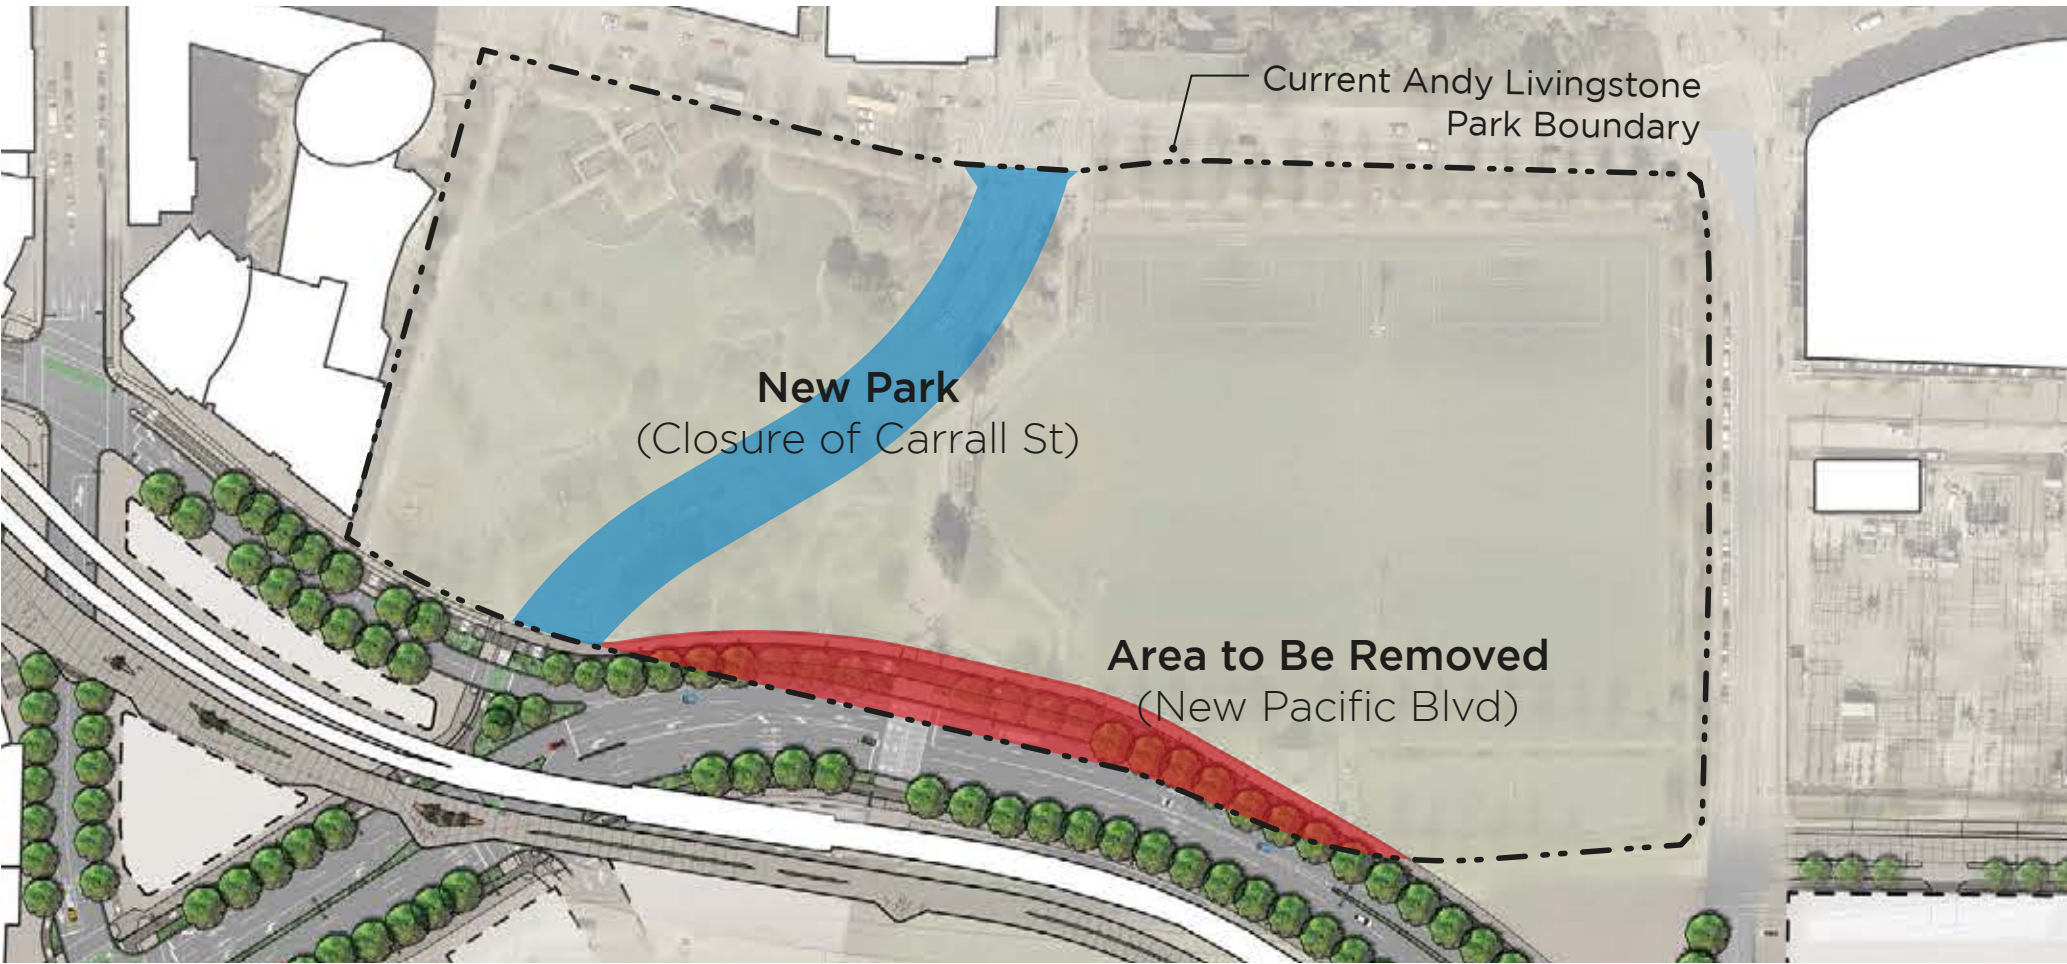 Current Andy Livingstone
Park Boundary
New Park
(Closure of Carrall St)
Area to Be Removed
(New Pacific Blvd)